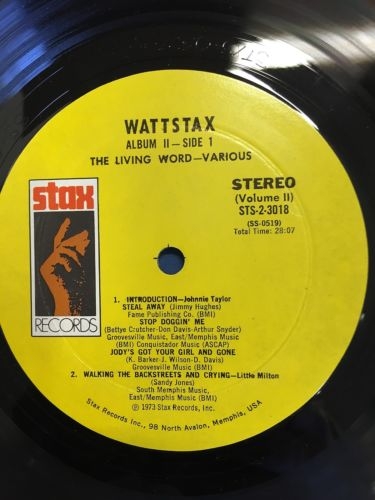 WATTSTAX
ALBUM II—SIDE 1
THE LIVING WORD—VARIOUS
stax
RECORDS
STEREO
(Volume II)
STS-2-3018
(SS-0519)
Total Time: 28:07
1. INTRODUCTION—Johnnie Taylor
STEAL AWAY (Jimmy Hughes)
Fame Publishing Co. (BMI)
STOP DOGGIN' ME
(Bettye Crutcher-Don Davis-Arthur Snyder)
Groovesville Music, East/Memphis Music
(BMI) Conquistador Music (ASCAP)
JODY'S GOT YOUR GIRL AND GONE
(K. Barker-J. Wilson-D. Davis)
Groovesville Music (BMI)
2. WALKING THE BACKSTREETS AND CRYING—Little Milton
(Sandy Jones)
South Memphis Music,
East/Memphis Music (BMI)
℗ 1973 Stax Records, Inc.
Stax Records Inc., 98 North Avalon, Memphis, USA